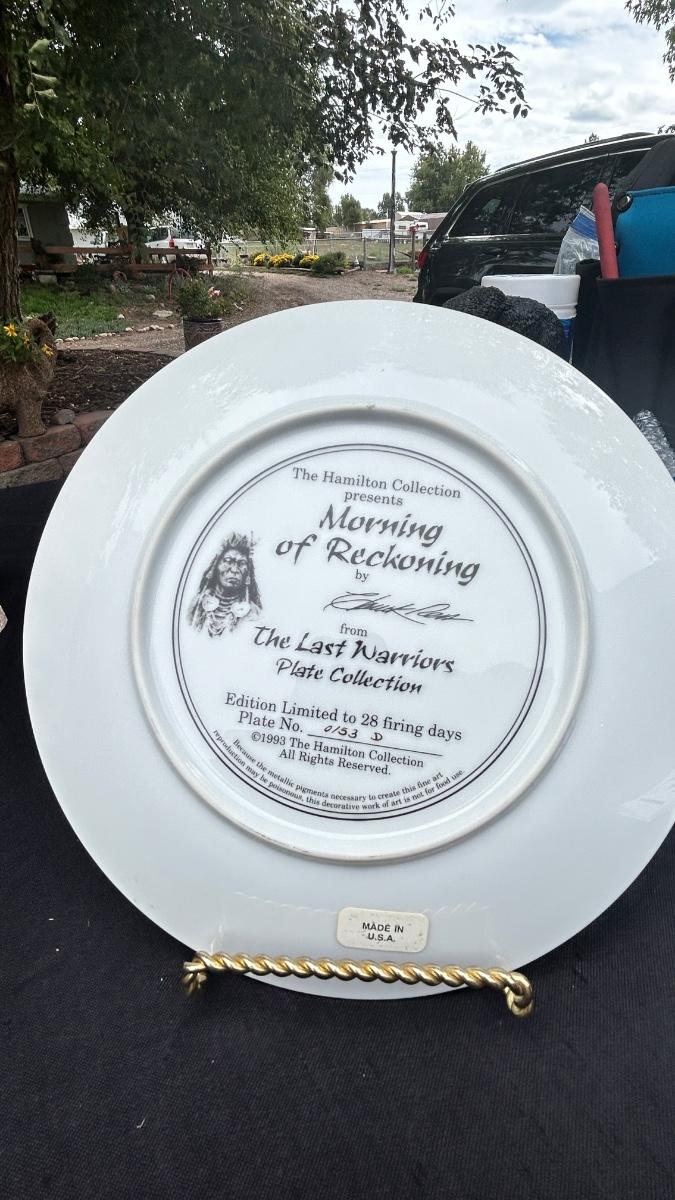 The Hamilton Collection
presents
Morning
of Reckoning
by
from
The Last Warriors
Plate Collection
Edition Limited to 28 firing days
Plate No. 0153 D
©1993 The Hamilton Collection
All Rights Reserved.
Because the metallic pigments necessary to create this fine art
reproduction may be poisonous, this decorative work of art is not for food use.
MADE IN
U.S.A.